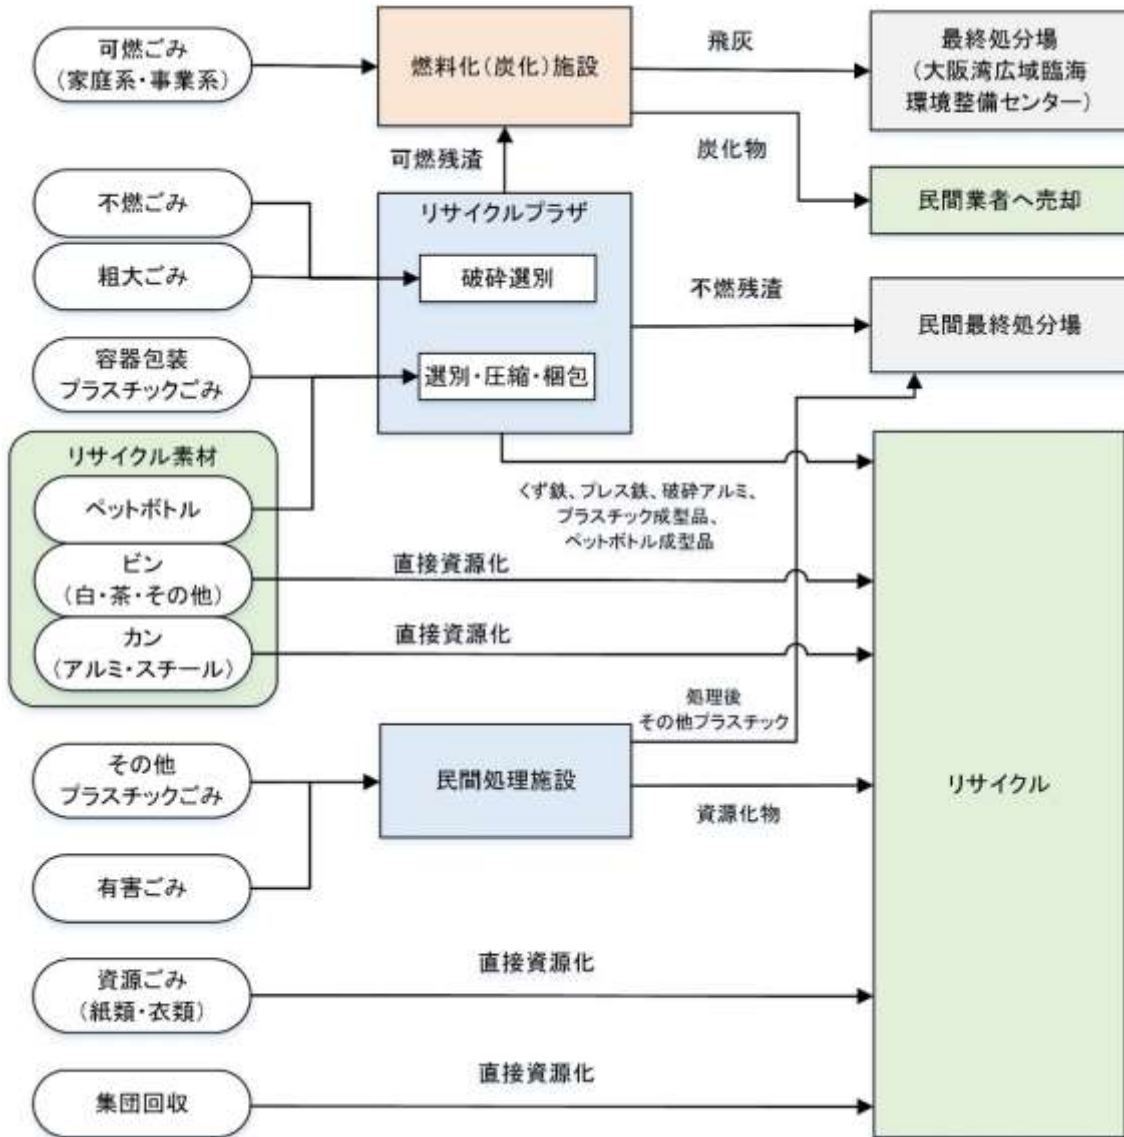 可燃ごみ
（家庭系・事業系）
燃料化（炭化）施設
飛灰
最終処分場
（大阪湾広域臨海
環境整備センター）
可燃残渣
炭化物
不燃ごみ
リサイクルプラザ
民間業者へ売却
粗大ごみ
破砕選別
不燃残渣
民間最終処分場
容器包装
プラスチックごみ
選別・圧縮・梱包
リサイクル素材
ペットボトル
くず鉄、プレス鉄、破砕アルミ、
プラスチック成型品、
ペットボトル成型品
ビン
（白・茶・その他）
直接資源化
カン
（アルミ・スチール）
直接資源化
処理後
その他プラスチック
その他
プラスチックごみ
民間処理施設
リサイクル
資源化物
有害ごみ
資源ごみ
（紙類・衣類）
直接資源化
集団回収
直接資源化